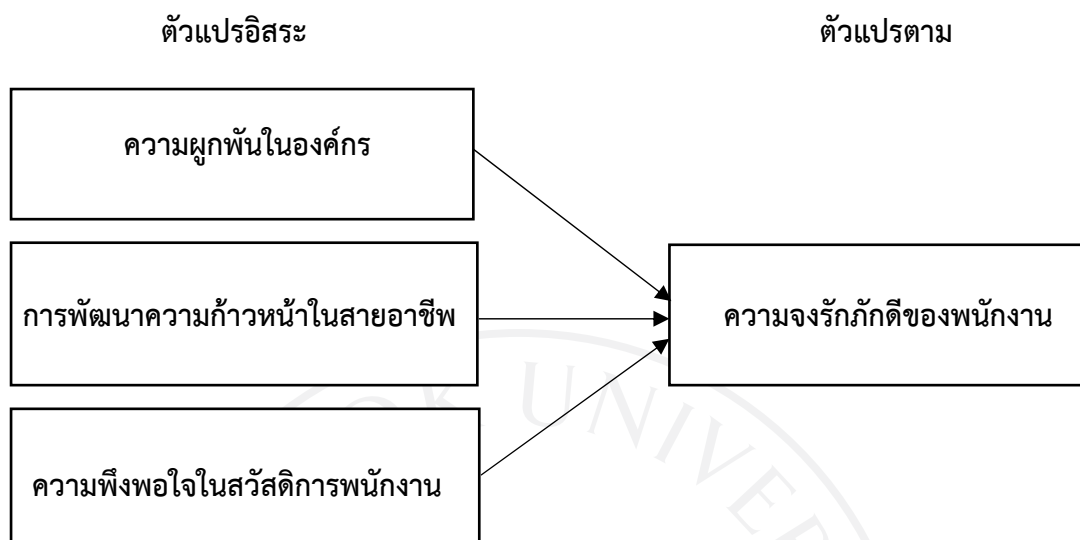 ตัวแปรอิสระ
ตัวแปรตาม
ความผูกพันในองค์กร
การพัฒนาความก้าวหน้าในสายอาชีพ
ความจงรักภักดีของพนักงาน
ความพึงพอใจในสวัสดิการพนักงาน
OK UNIVER